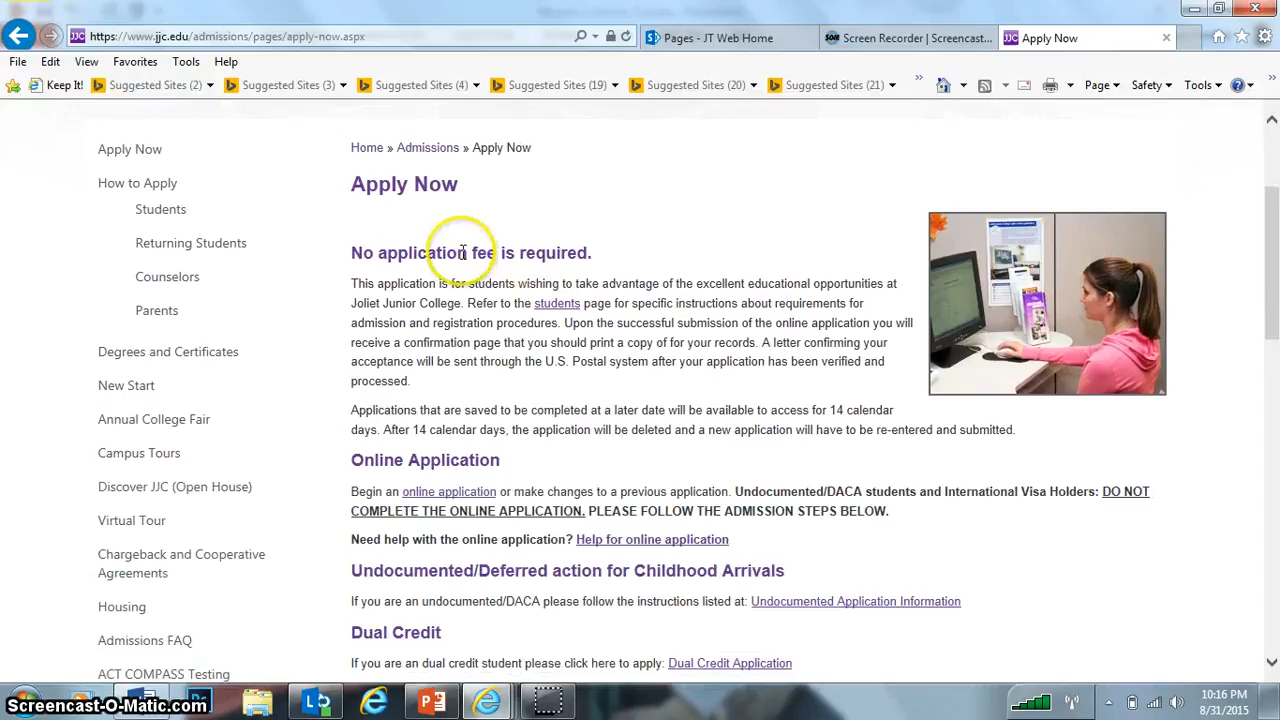 https://www.jjc.edu/admissions/pages/apply-now.aspx
JJC
Pages - JT Web Home
SOM Screen Recorder | Screencast...
JJC Apply Now
File Edit View Favorites Tools Help
Keep It! Suggested Sites (2) Suggested Sites (3) Suggested Sites (4) Suggested Sites (19) Suggested Sites (20) Suggested Sites (21) Page Safety Tools
Apply Now
How to Apply
Students
Returning Students
Counselors
Parents
Degrees and Certificates
New Start
Annual College Fair
Campus Tours
Discover JJC (Open House)
Virtual Tour
Chargeback and Cooperative
Agreements
Housing
Admissions FAQ
ACT COMPASS Testing
Home » Admissions » Apply Now
Apply Now
No application fee is required.
This application is for students wishing to take advantage of the excellent educational opportunities at
Joliet Junior College. Refer to the students page for specific instructions about requirements for
admission and registration procedures. Upon the successful submission of the online application you will
receive a confirmation page that you should print a copy of for your records. A letter confirming your
acceptance will be sent through the U.S. Postal system after your application has been verified and
processed.
Applications that are saved to be completed at a later date will be available to access for 14 calendar
days. After 14 calendar days, the application will be deleted and a new application will have to be re-entered and submitted.
Online Application
Begin an online application or make changes to a previous application. Undocumented/DACA students and International Visa Holders: DO NOT
COMPLETE THE ONLINE APPLICATION. PLEASE FOLLOW THE ADMISSION STEPS BELOW.
Need help with the online application? Help for online application
Undocumented/Deferred action for Childhood Arrivals
If you are an undocumented/DACA please follow the instructions listed at: Undocumented Application Information
Dual Credit
If you are an dual credit student please click here to apply: Dual Credit Application
Screencast-O-Matic.com
10:16 PM
8/31/2015